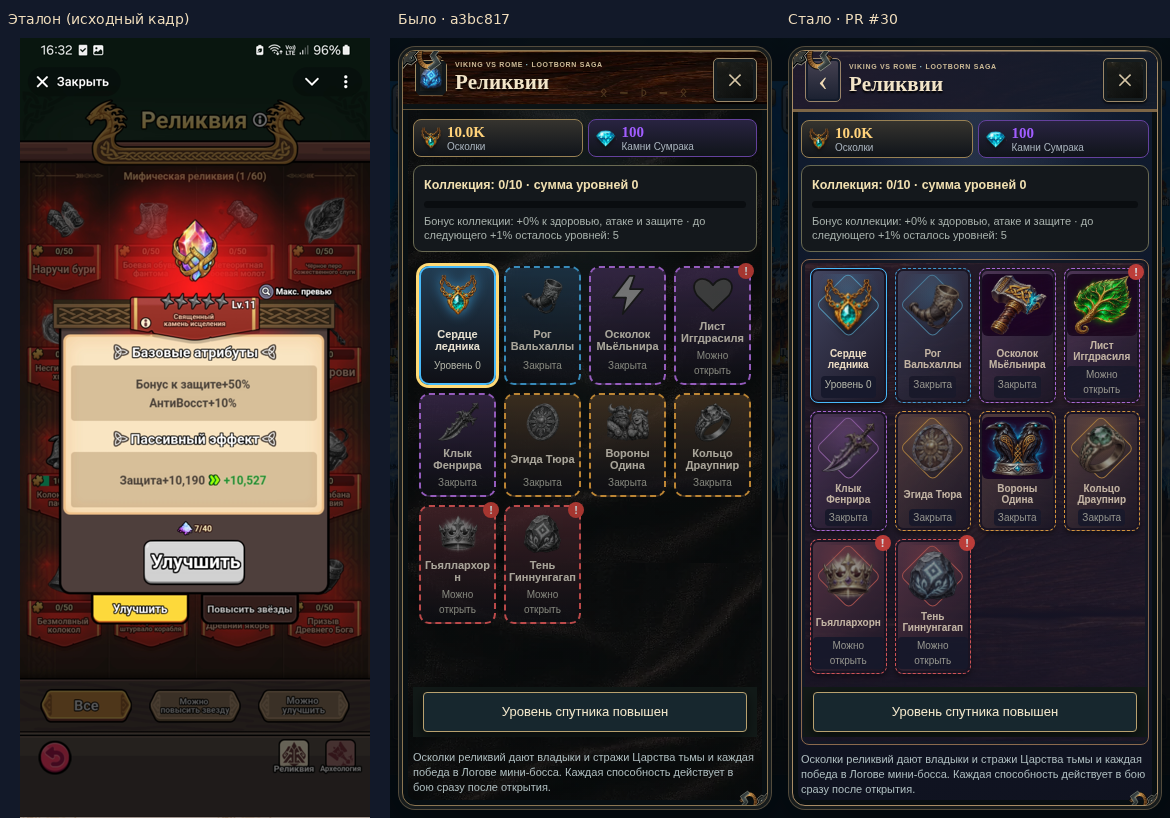 Эталон (исходный кадр)
16:32
96%
Закрыть
Реликвия
Мифическая реликвия (1/60)
0/50
0/50
Наручи бури
Макс. превью
Lv.11
Священный
камень исцеления
Базовые атрибуты
Бонус к защите+50%
АнтиВосст+10%
Пассивный эффект
Защита+10,190 +10,527
7/40
Улучшить
Улучшить
Повысить звёзды
0/50
0/50
Безмолвный
колокол
штурвало корабля
Древний якорь
Призыв
Древнего Бога
Все
Можно
повысить звезду
Можно
улучшить
Реликвия
Археология
Было · a3bc817
VIKING VS ROME · LOOTBORN SAGA
Реликвии
10.0K
Осколки
100
Камни Сумрака
Коллекция: 0/10 · сумма уровней 0
Бонус коллекции: +0% к здоровью, атаке и защите · до
следующего +1% осталось уровней: 5
Сердце
ледника
Уровень 0
Рог
Вальхаллы
Закрыта
Осколок
Мьёльнира
Закрыта
!
Лист
Иггдрасиля
Можно
открыть
Клык
Фенрира
Закрыта
Эгида Тюра
Закрыта
Вороны
Одина
Закрыта
Кольцо
Драупнир
Закрыта
!
Гьяллархор
н
Можно
открыть
!
Тень
Гиннунгагап
Можно
открыть
Уровень спутника повышен
Осколки реликвий дают владыки и стражи Царства тьмы и каждая
победа в Логове мини-босса. Каждая способность действует в
бою сразу после открытия.
Стало · PR #30
VIKING VS ROME · LOOTBORN SAGA
Реликвии
10.0K
Осколки
100
Камни Сумрака
Коллекция: 0/10 · сумма уровней 0
Бонус коллекции: +0% к здоровью, атаке и защите · до
следующего +1% осталось уровней: 5
Сердце
ледника
Уровень 0
Рог
Вальхаллы
Закрыта
Осколок
Мьёльнира
Закрыта
!
Лист
Иггдрасиля
Можно
открыть
Клык
Фенрира
Закрыта
Эгида Тюра
Закрыта
Вороны
Одина
Закрыта
Кольцо
Драупнир
Закрыта
!
Гьяллархорн
Можно
открыть
!
Тень
Гиннунгагап
Можно
открыть
Уровень спутника повышен
Осколки реликвий дают владыки и стражи Царства тьмы и каждая
победа в Логове мини-босса. Каждая способность действует в бою
сразу после открытия.